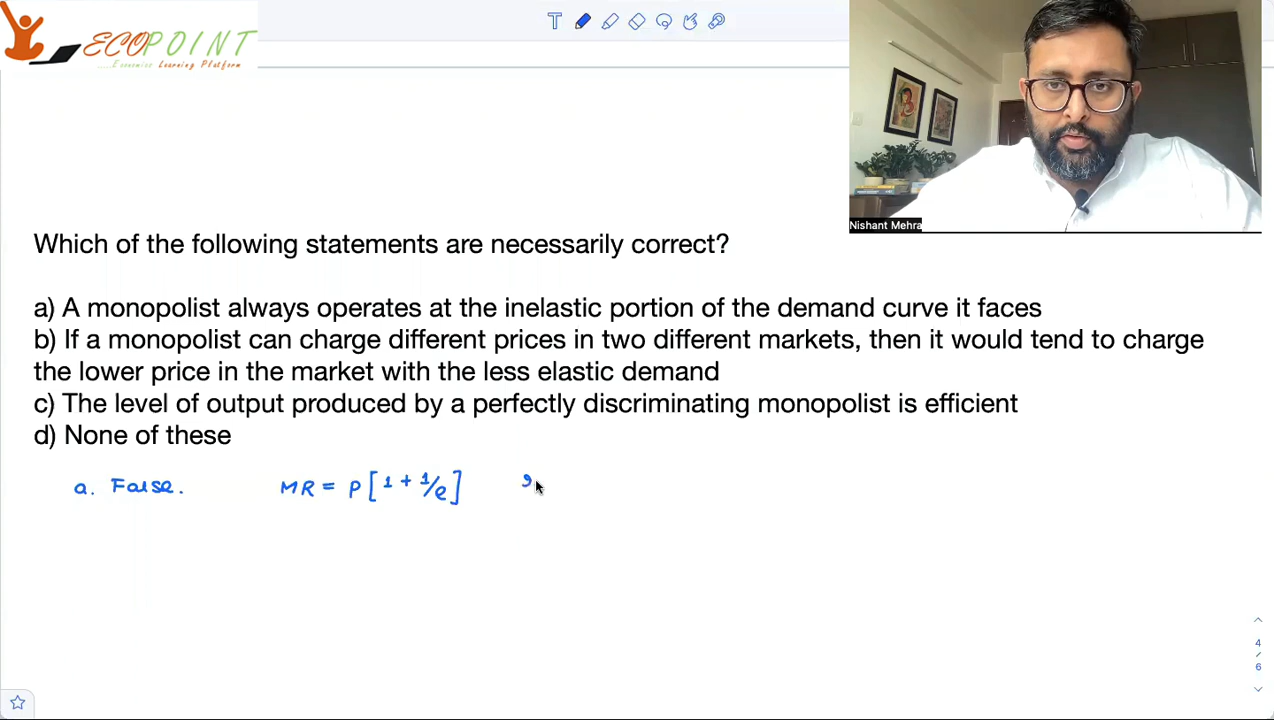 ECOPOINT
.....Economics Learning Platform
T
Nishant Mehra
Which of the following statements are necessarily correct?
a) A monopolist always operates at the inelastic portion of the demand curve it faces
b) If a monopolist can charge different prices in two different markets, then it would tend to charge
the lower price in the market with the less elastic demand
c) The level of output produced by a perfectly discriminating monopolist is efficient
d) None of these
a. False. MR = P[1 + 1/e]
4
/
6